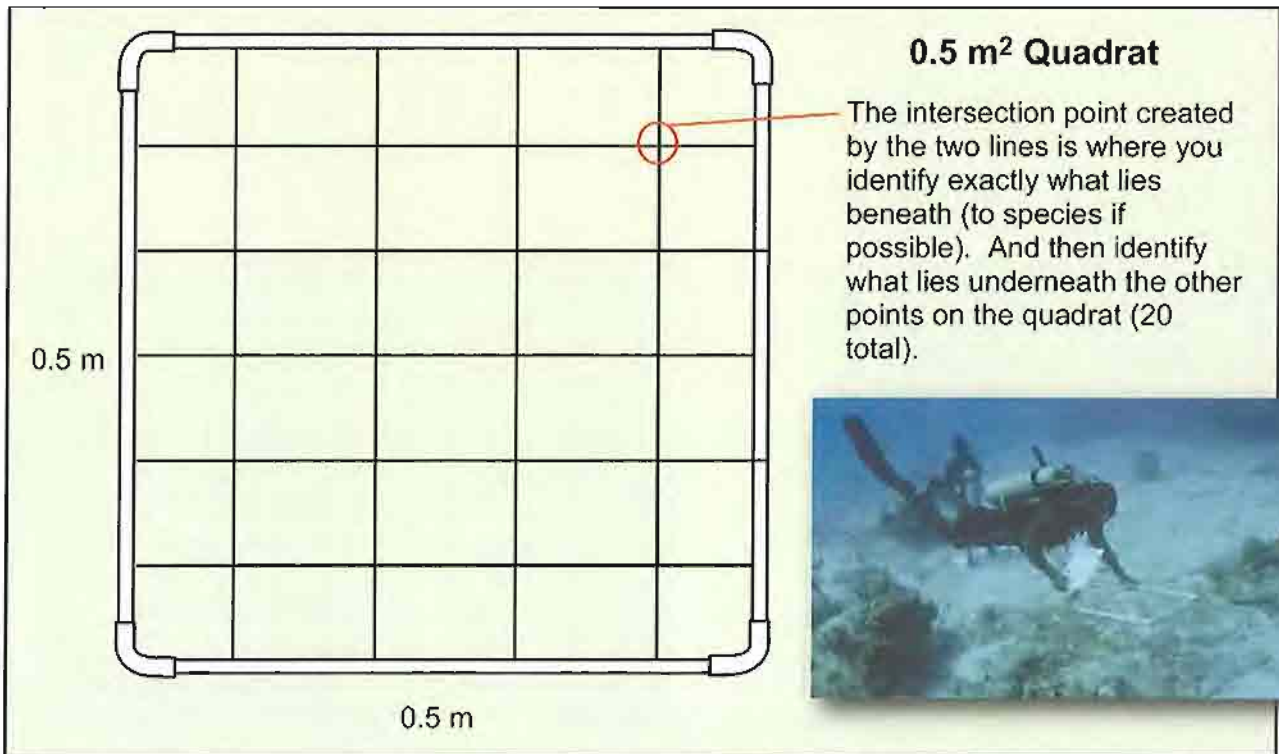 0.5 m² Quadrat
The intersection point created
by the two lines is where you
identify exactly what lies
beneath (to species if
possible). And then identify
what lies underneath the other
points on the quadrat (20
total).
0.5 m
0.5 m